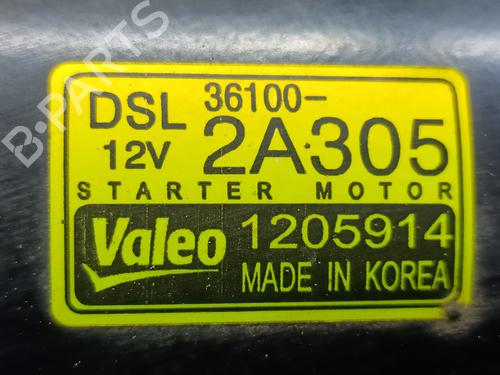 DSL 36100-
12V 2A305
STARTER MOTOR
Valeo 1205914
MADE IN KOREA
B-PARTS